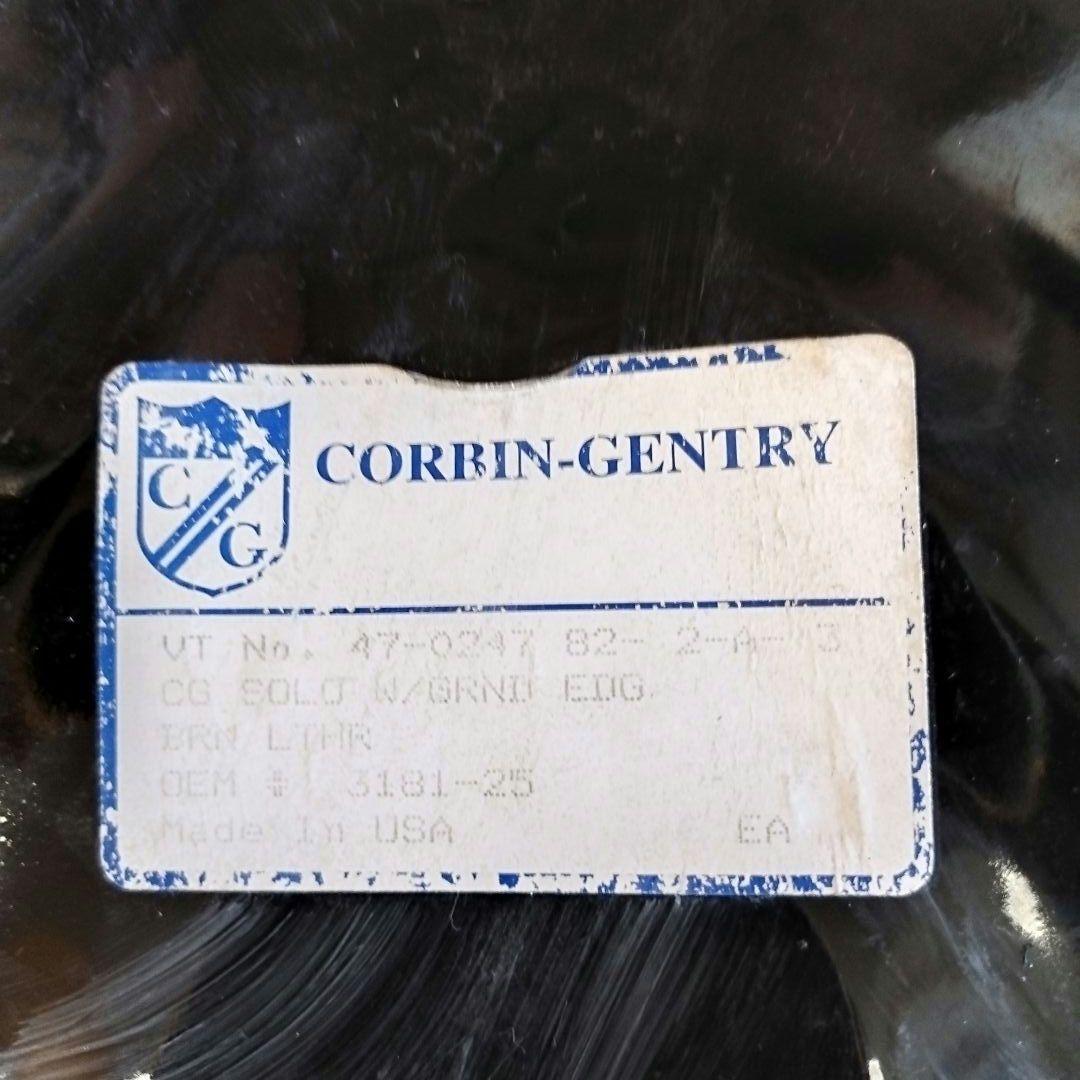 CORBIN-GENTRY
C
G
VT No. 47-0247 82- 2-A- 3
CG SOLO W/GRND EDG
BRN LTHR
OEM # 3181-25
Made In USA EA